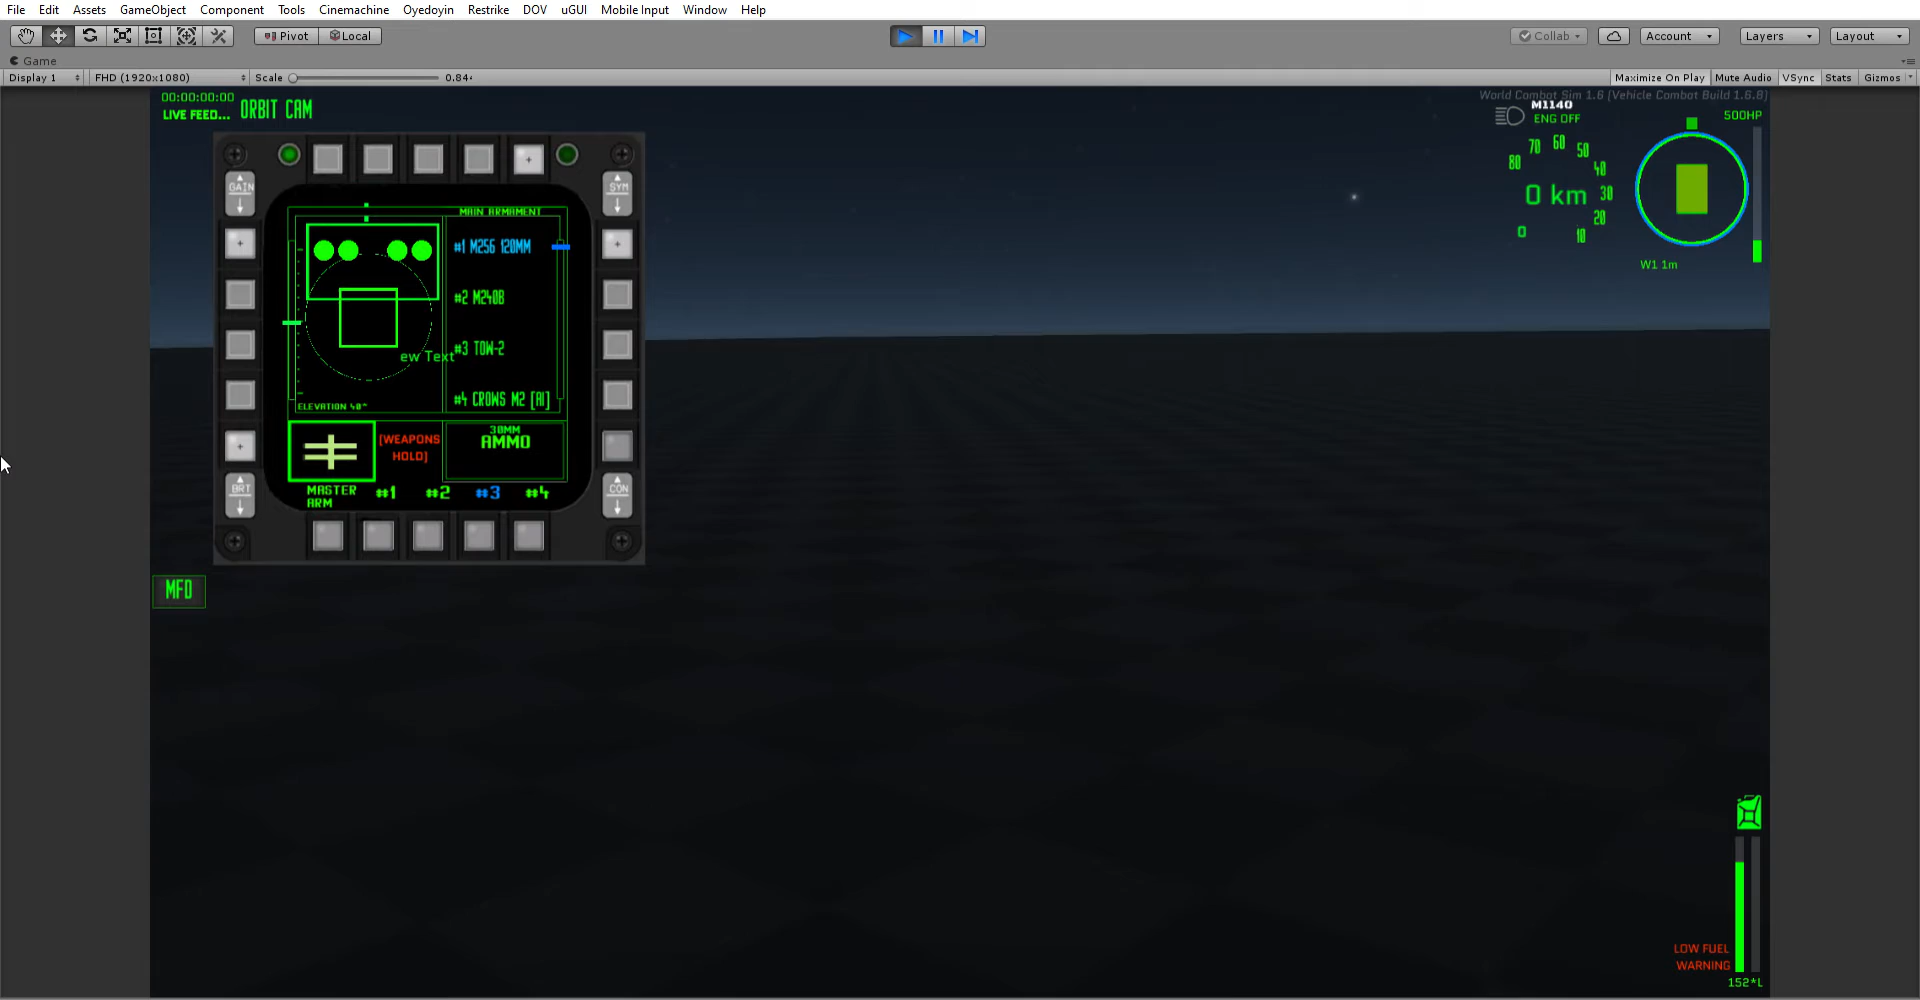 File Edit Assets GameObject Component Tools Cinemachine Oyedoyin Restrike DOV uGUI Mobile Input Window Help
Pivot Local Collab Account Layers Layout
Game
Display 1 FHD (1920x1080) Scale 0.84 Maximize On Play Mute Audio VSync Stats Gizmos
World Combat Sim 1.6 (Vehicle Combat Build 1.6.8)
00:00:00:00
LIVE FEED... ORBIT CAM
M1140
ENG OFF
500HP
80 70 60 50 40 30 20 10 0
0 km
W1 1m
GAIN
SYM
MAIN ARMAMENT
#1 M256 120MM
#2 M240B
#3 TOW-2
ew Text
#4 CROWS M2 [AI]
ELEVATION 40°
[WEAPONS
HOLD]
30MM
AMMO
BRT
CON
MASTER
ARM
#1 #2 #3 #4
MFD
LOW FUEL
WARNING
152*L